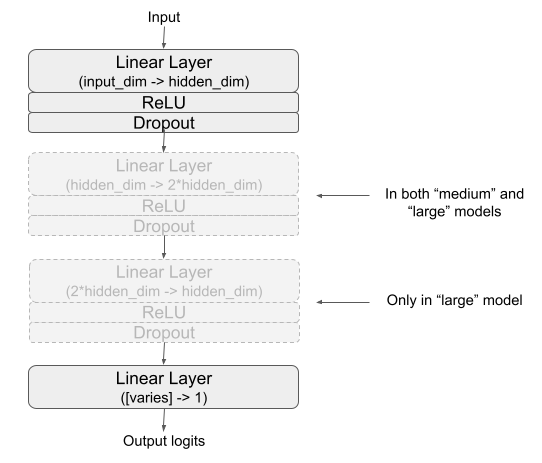 Input
Linear Layer
(input_dim -> hidden_dim)
ReLU
Dropout
Linear Layer
(hidden_dim -> 2*hidden_dim)
ReLU
Dropout
In both “medium” and
“large” models
Linear Layer
(2*hidden_dim -> hidden_dim)
ReLU
Dropout
Only in “large” model
Linear Layer
([varies] -> 1)
Output logits